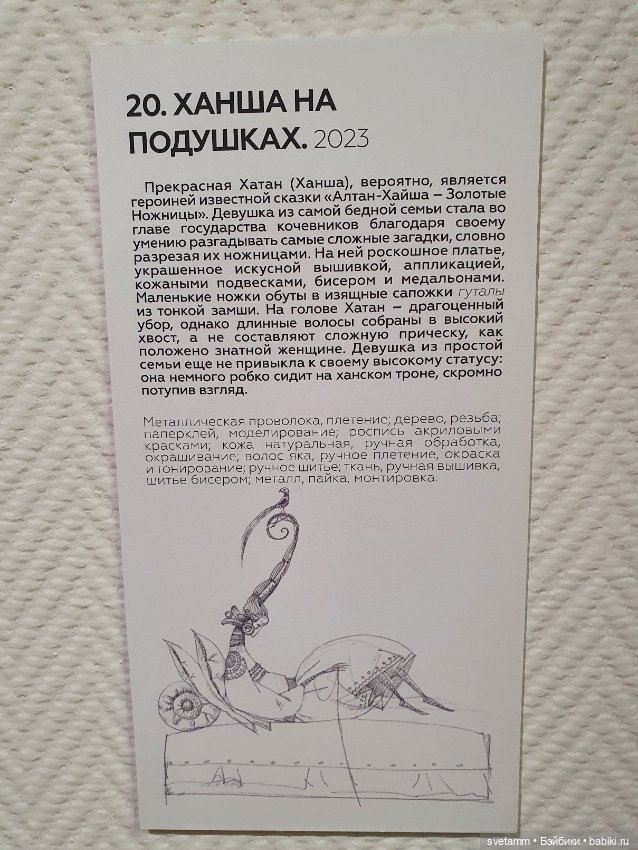 20. ХАНША НА
ПОДУШКАХ. 2023
Прекрасная Хатан (Ханша), вероятно, является
героиней известной сказки «Алтан-Хайша – Золотые
Ножницы». Девушка из самой бедной семьи стала во
главе государства кочевников благодаря своему
умению разгадывать самые сложные загадки, словно
разрезая их ножницами. На ней роскошное платье,
украшенное искусной вышивкой, аппликацией,
кожаными подвесками, бисером и медальонами.
Маленькие ножки обуты в изящные сапожки гуталы
из тонкой замши. На голове Хатан – драгоценный
убор, однако длинные волосы собраны в высокий
хвост, а не составляют сложную прическу, как
положено знатной женщине. Девушка из простой
семьи еще не привыкла к своему высокому статусу:
она немного робко сидит на ханском троне, скромно
потупив взгляд.
Металлическая проволока, плетение; дерево, резьба;
паперклей, моделирование; роспись акриловыми
красками; кожа натуральная, ручная обработка,
окрашивание; волос яка, ручное плетение, окраска
и тонирование; ручное шитье; ткань, ручная вышивка,
шитье бисером; металл, пайка, монтировка.
svetamm • Бэйбики • babiki.ru